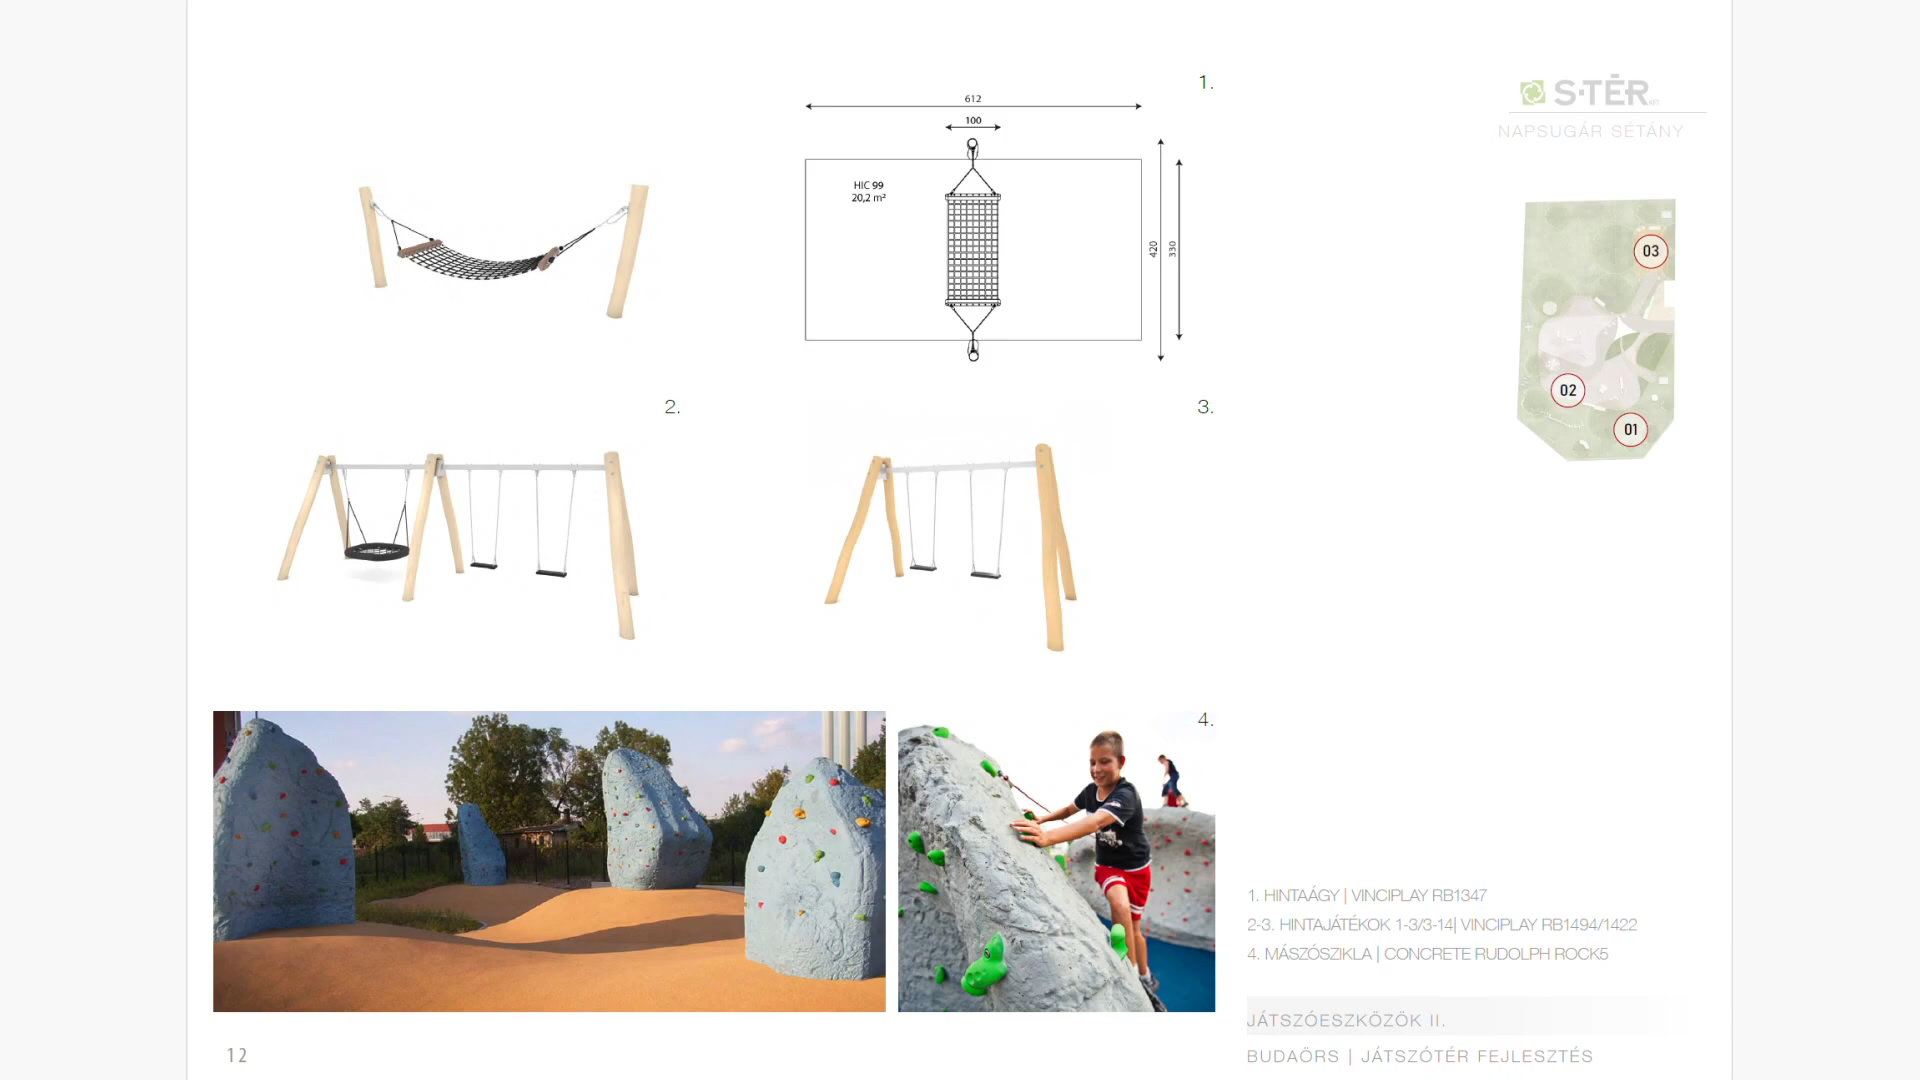 1.
612
100
HIC 99
20,2 m²
420
330
S·TĒR KFT
NAPSUGÁR SÉTÁNY
03
02
01
2.
3.
4.
1. HINTAÁGY | VINCIPLAY RB1347
2-3. HINTAJÁTÉKOK 1-3/3-14| VINCIPLAY RB1494/1422
4. MÁSZÓSZIKLA | CONCRETE RUDOLPH ROCK5
JÁTSZÓESZKÖZÖK II.
BUDAÖRS | JÁTSZÓTÉR FEJLESZTÉS
12